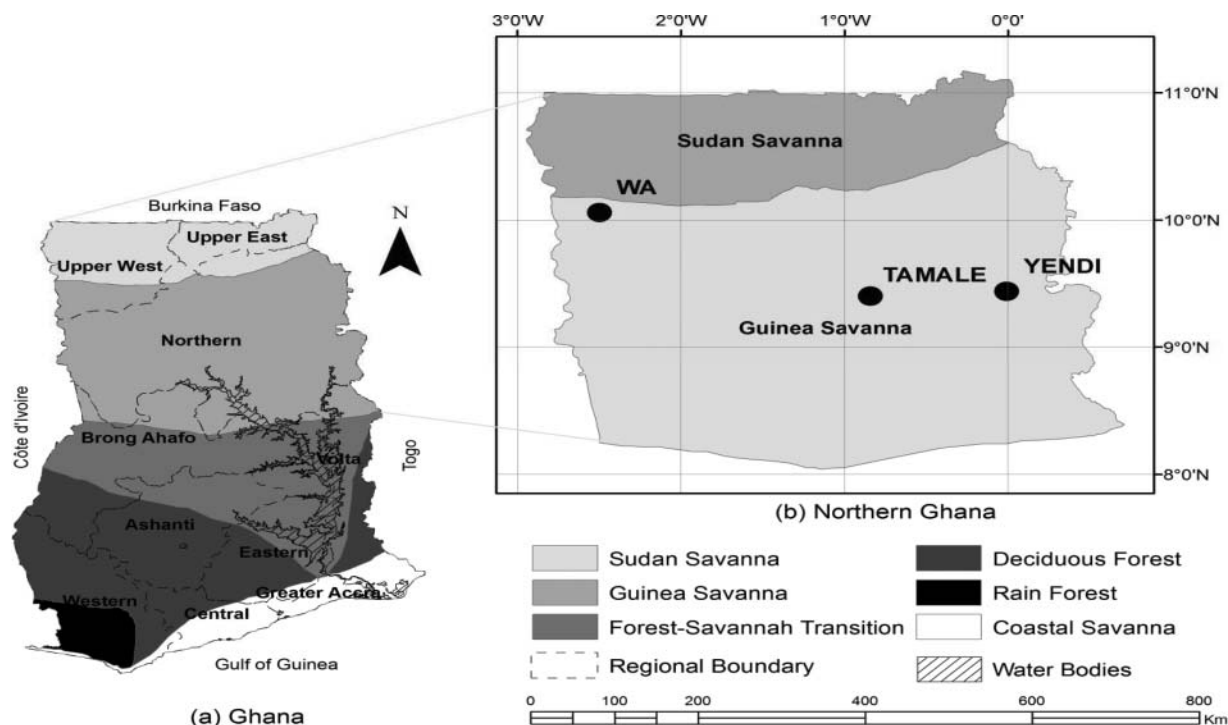 3°0'W
2°0'W
1°0'W
0°0'
11°0'N
10°0'N
9°0'N
8°0'N
Sudan Savanna
WA
TAMALE
YENDI
Guinea Savanna
(b) Northern Ghana
Burkina Faso
N
Upper East
Upper West
Northern
Côte d'Ivoire
Brong Ahafo
Volta
Togo
Ashanti
Eastern
Greater Accra
Western
Central
Gulf of Guinea
(a) Ghana
Sudan Savanna
Guinea Savanna
Forest-Savannah Transition
Regional Boundary
Deciduous Forest
Rain Forest
Coastal Savanna
Water Bodies
0 50 100 200 400 600 800
Km